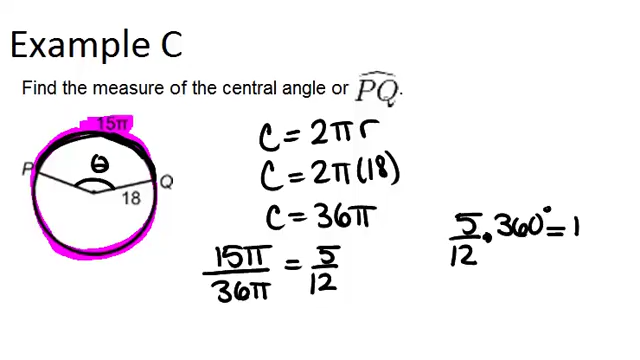 Example C
Find the measure of the central angle or PQ.
15π
θ
P
Q
18
C = 2πr
C = 2π(18)
C = 36π
15π/36π = 5/12
5/12 · 360° = 1